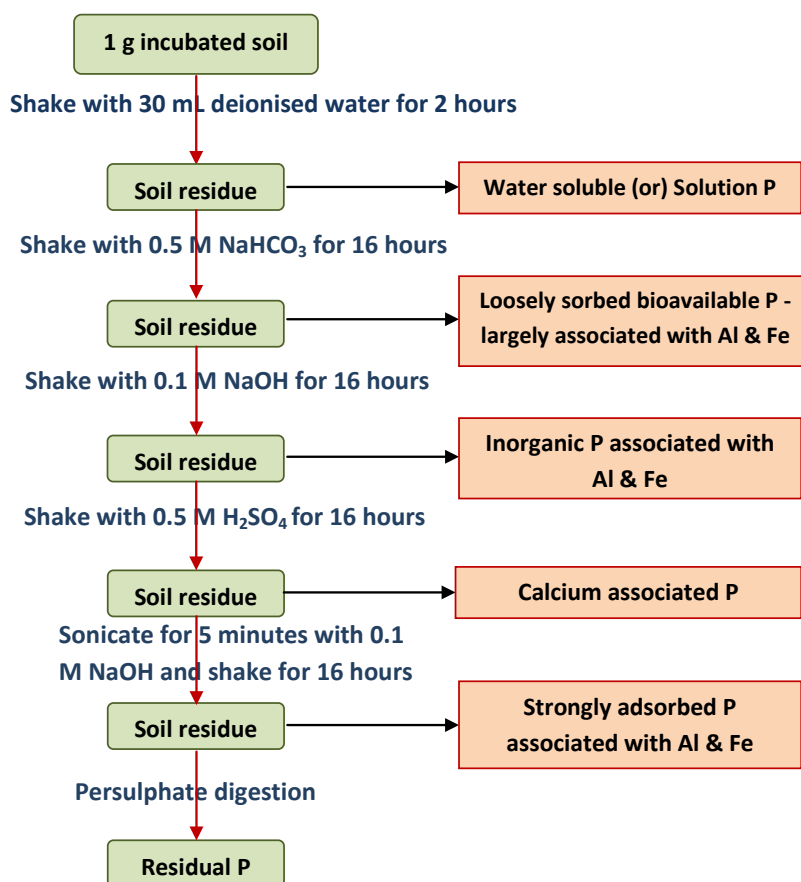 1 g incubated soil
Shake with 30 mL deionised water for 2 hours
Soil residue
Water soluble (or) Solution P
Shake with 0.5 M NaHCO₃ for 16 hours
Soil residue
Loosely sorbed bioavailable P -
largely associated with Al & Fe
Shake with 0.1 M NaOH for 16 hours
Soil residue
Inorganic P associated with
Al & Fe
Shake with 0.5 M H₂SO₄ for 16 hours
Soil residue
Calcium associated P
Sonicate for 5 minutes with 0.1
M NaOH and shake for 16 hours
Soil residue
Strongly adsorbed P
associated with Al & Fe
Persulphate digestion
Residual P